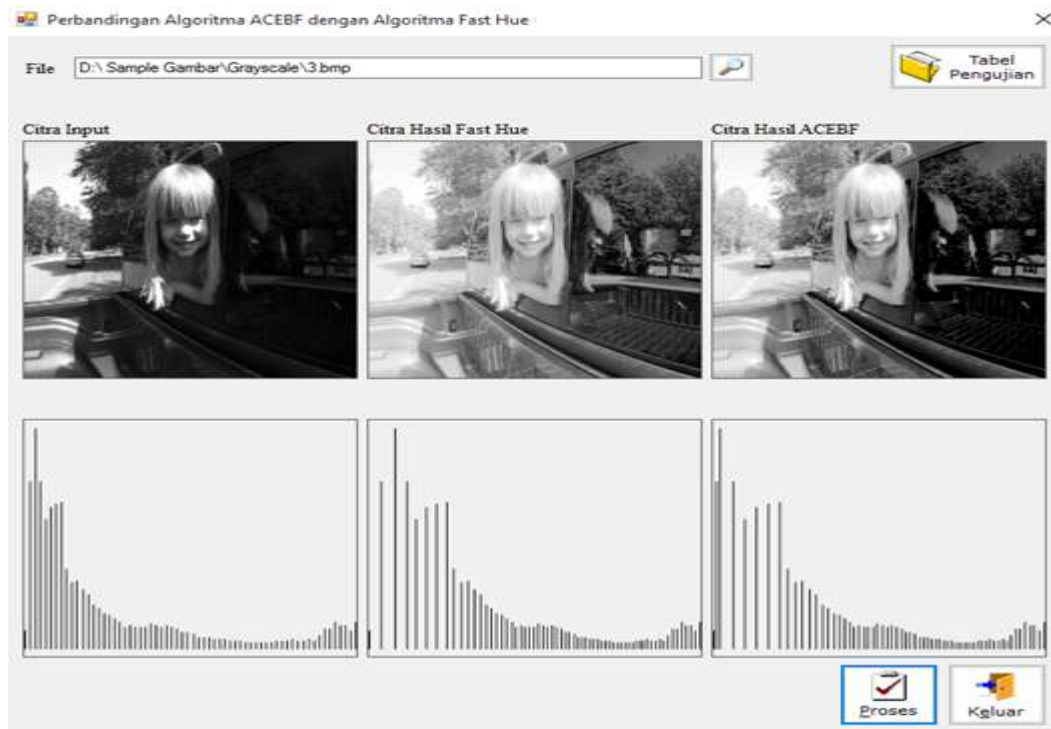 Perbandingan Algoritma ACEBF dengan Algoritma Fast Hue
File D:\ Sample Gambar\Grayscale\3.bmp
Tabel
Pengujian
Citra Input
Citra Hasil Fast Hue
Citra Hasil ACEBF
Proses
Keluar